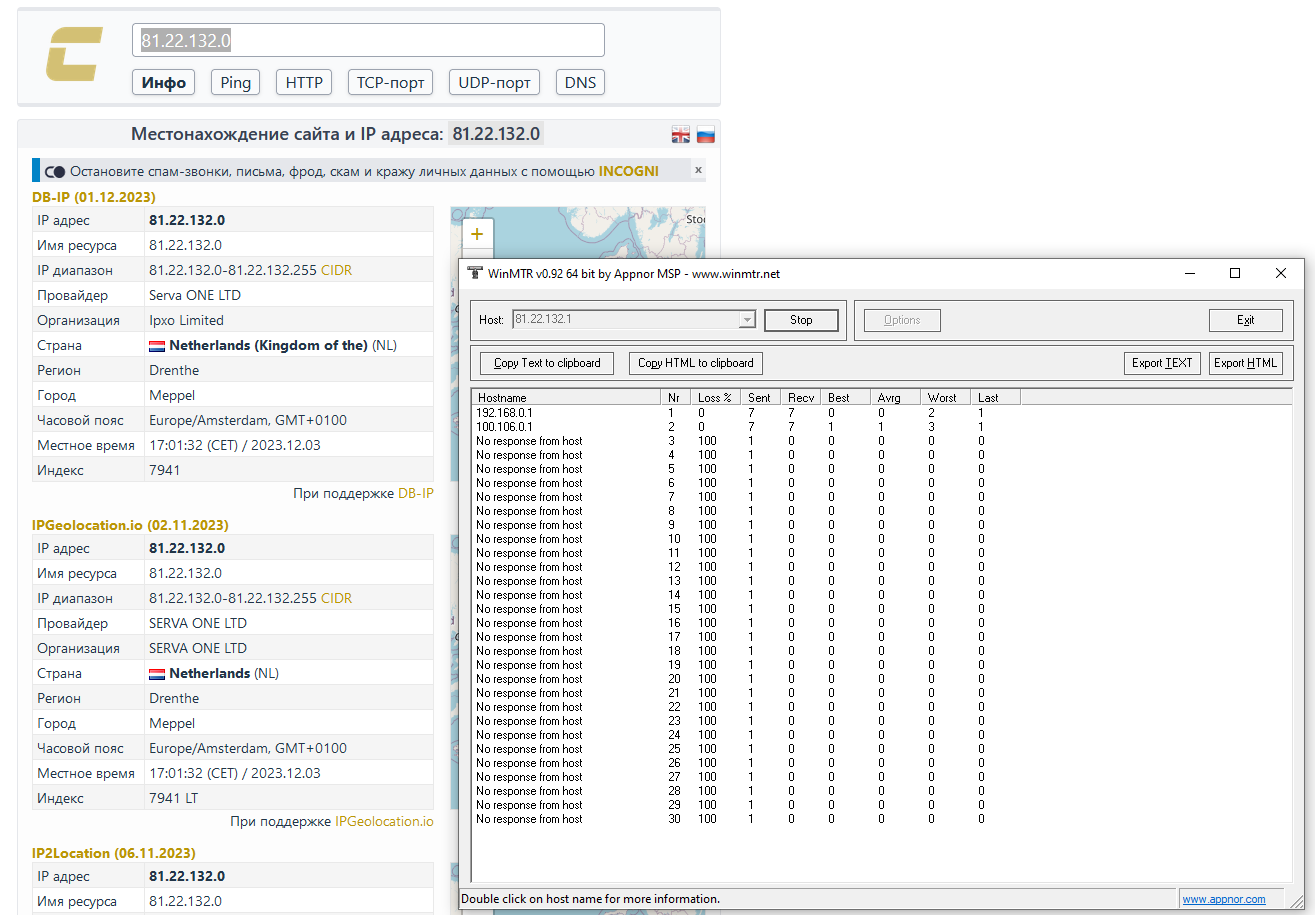 81.22.132.0
Инфо Ping HTTP TCP-порт UDP-порт DNS
Местонахождение сайта и IP адреса: 81.22.132.0
Остановите спам-звонки, письма, фрод, скам и кражу личных данных с помощью INCOGNI x
DB-IP (01.12.2023)
IP адрес 81.22.132.0
Имя ресурса 81.22.132.0
IP диапазон 81.22.132.0-81.22.132.255 CIDR
Провайдер Serva ONE LTD
Организация Ipxo Limited
Страна Netherlands (Kingdom of the) (NL)
Регион Drenthe
Город Meppel
Часовой пояс Europe/Amsterdam, GMT+0100
Местное время 17:01:32 (CET) / 2023.12.03
Индекс 7941
При поддержке DB-IP
+
IPGeolocation.io (02.11.2023)
IP адрес 81.22.132.0
Имя ресурса 81.22.132.0
IP диапазон 81.22.132.0-81.22.132.255 CIDR
Провайдер SERVA ONE LTD
Организация SERVA ONE LTD
Страна Netherlands (NL)
Регион Drenthe
Город Meppel
Часовой пояс Europe/Amsterdam, GMT+0100
Местное время 17:01:32 (CET) / 2023.12.03
Индекс 7941 LT
При поддержке IPGeolocation.io
IP2Location (06.11.2023)
IP адрес 81.22.132.0
Имя ресурса 81.22.132.0
WinMTR v0.92 64 bit by Appnor MSP - www.winmtr.net
Host: 81.22.132.1 Stop Options Exit
Copy Text to clipboard Copy HTML to clipboard Export TEXT Export HTML
Hostname Nr Loss % Sent Recv Best Avrg Worst Last
192.168.0.1 1 0 7 7 0 0 2 1
100.106.0.1 2 0 7 7 1 1 3 1
No response from host 3 100 1 0 0 0 0 0
No response from host 4 100 1 0 0 0 0 0
No response from host 5 100 1 0 0 0 0 0
No response from host 6 100 1 0 0 0 0 0
No response from host 7 100 1 0 0 0 0 0
No response from host 8 100 1 0 0 0 0 0
No response from host 9 100 1 0 0 0 0 0
No response from host 10 100 1 0 0 0 0 0
No response from host 11 100 1 0 0 0 0 0
No response from host 12 100 1 0 0 0 0 0
No response from host 13 100 1 0 0 0 0 0
No response from host 14 100 1 0 0 0 0 0
No response from host 15 100 1 0 0 0 0 0
No response from host 16 100 1 0 0 0 0 0
No response from host 17 100 1 0 0 0 0 0
No response from host 18 100 1 0 0 0 0 0
No response from host 19 100 1 0 0 0 0 0
No response from host 20 100 1 0 0 0 0 0
No response from host 21 100 1 0 0 0 0 0
No response from host 22 100 1 0 0 0 0 0
No response from host 23 100 1 0 0 0 0 0
No response from host 24 100 1 0 0 0 0 0
No response from host 25 100 1 0 0 0 0 0
No response from host 26 100 1 0 0 0 0 0
No response from host 27 100 1 0 0 0 0 0
No response from host 28 100 1 0 0 0 0 0
No response from host 29 100 1 0 0 0 0 0
No response from host 30 100 1 0 0 0 0 0
Double click on host name for more information. www.appnor.com